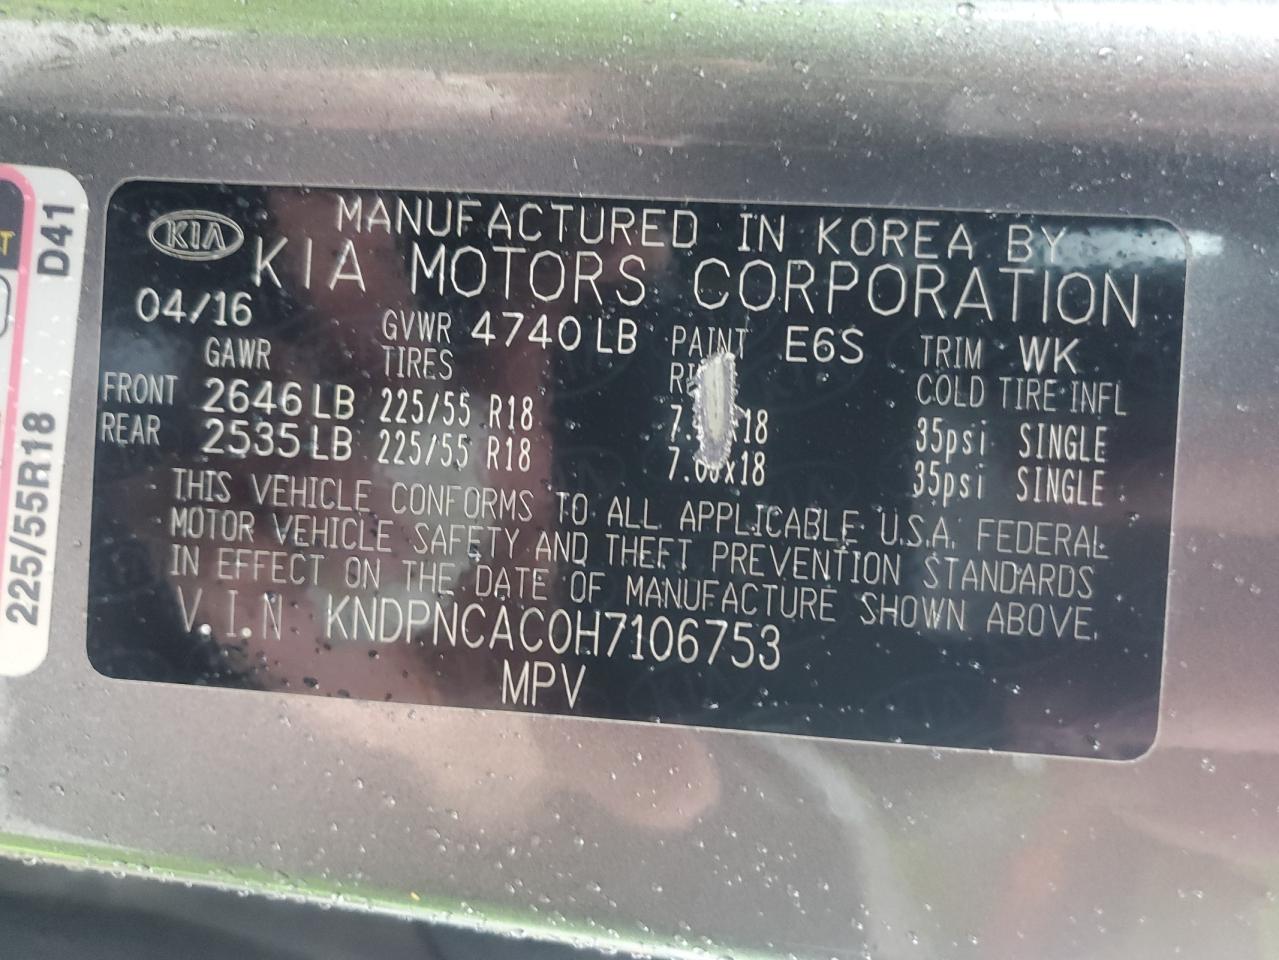 KIA
MANUFACTURED IN KOREA BY
KIA MOTORS CORPORATION
04/16 GVWR 4740 LB PAINT E6S TRIM WK
GAWR TIRES COLD TIRE INFL
FRONT 2646 LB 225/55 R18 35psi SINGLE
REAR 2535 LB 225/55 R18 7.00x18 35psi SINGLE
THIS VEHICLE CONFORMS TO ALL APPLICABLE U.S.A. FEDERAL
MOTOR VEHICLE SAFETY AND THEFT PREVENTION STANDARDS
IN EFFECT ON THE DATE OF MANUFACTURE SHOWN ABOVE.
V.I.N KNDPNCAC0H7106753
MPV
225/55R18 D41